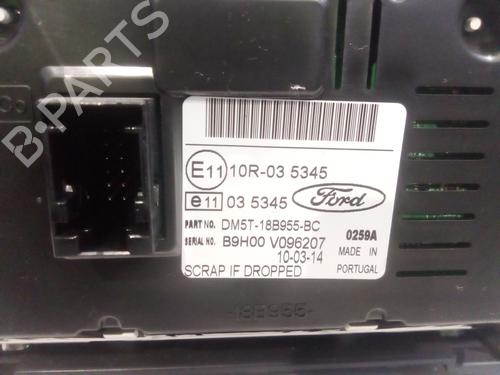 B-PARTS
E11 10R-03 5345
e11 03 5345 Ford
PART NO. DM5T-18B955-BC
SERIAL NO. B9H00 V096207 0259A
10-03-14 MADE IN
SCRAP IF DROPPED PORTUGAL
-18B955-